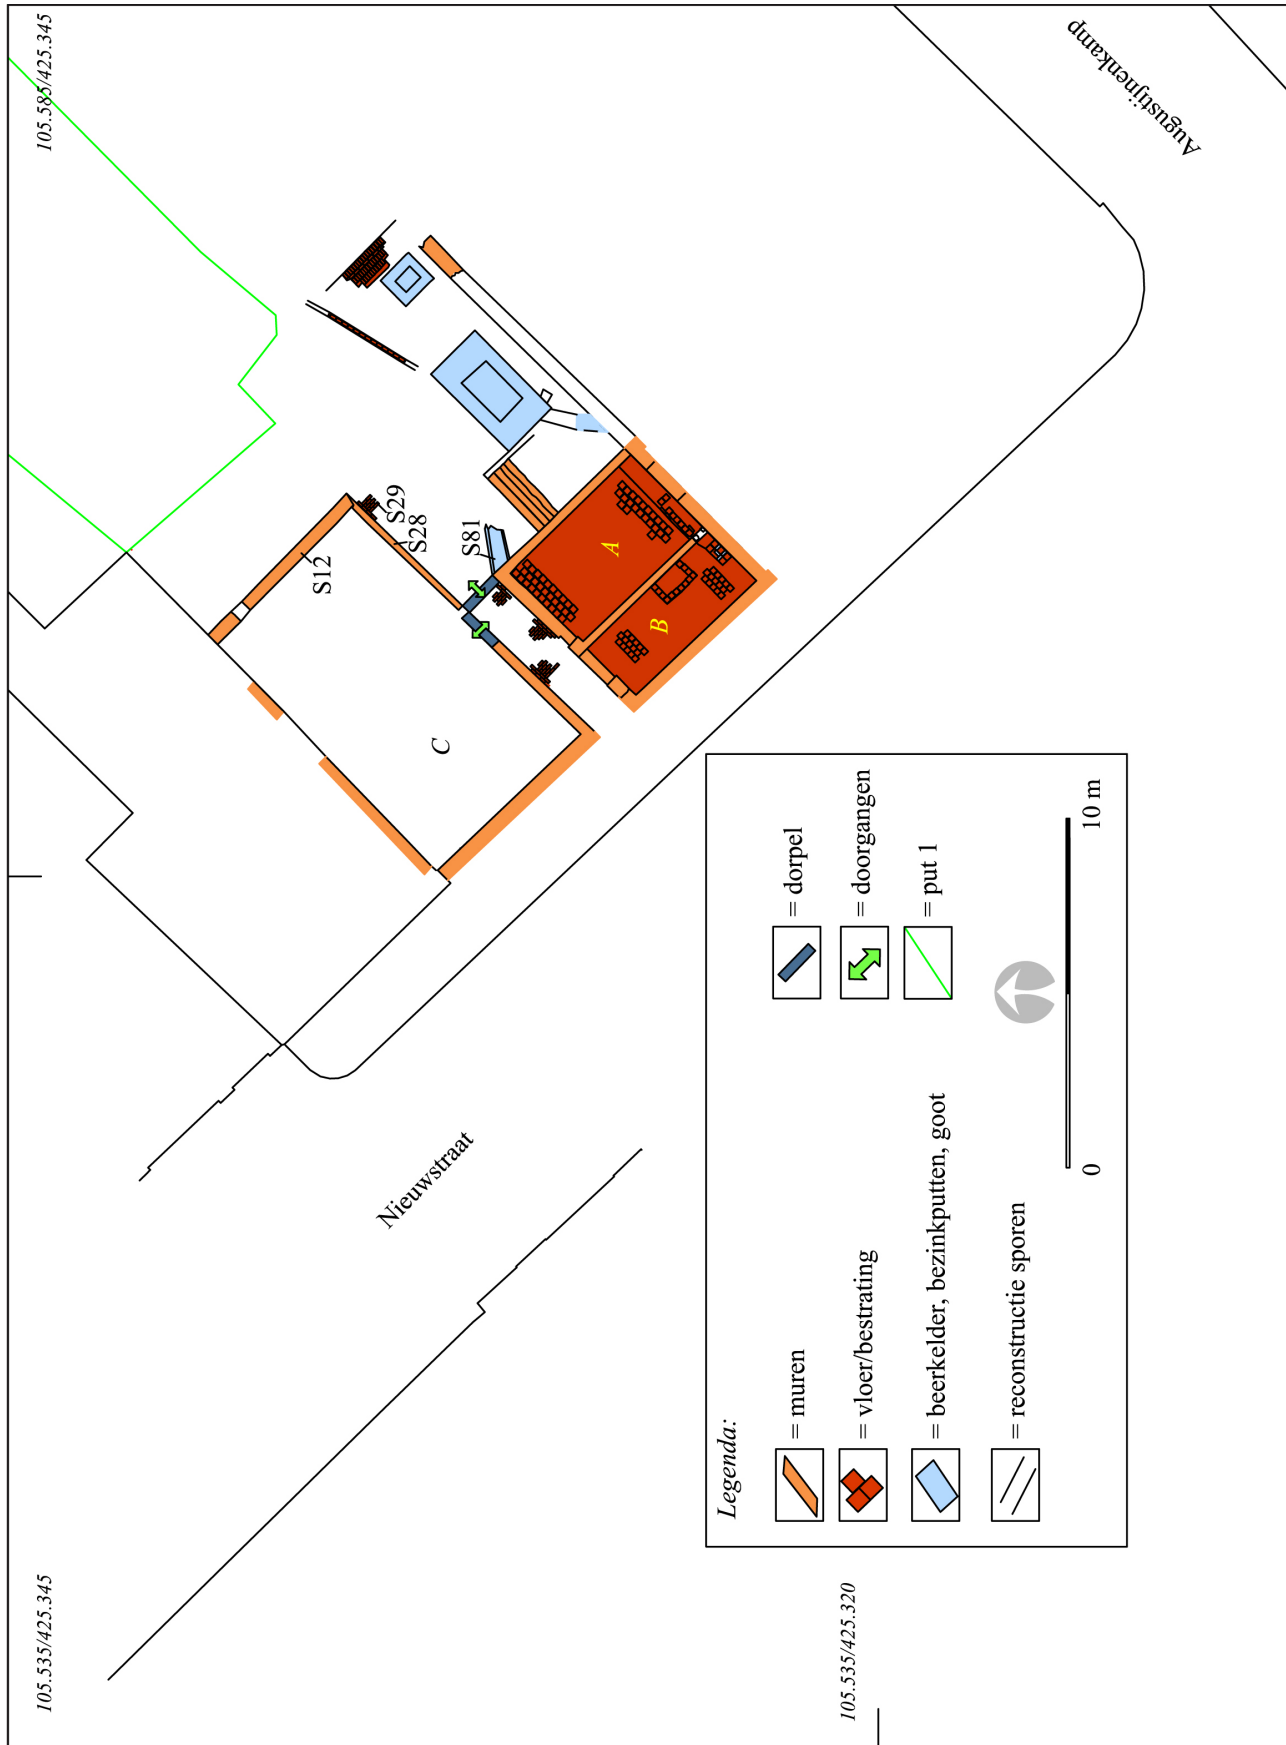 105.535/425.345
105.585/425.345
Nieuwstraat
Augustijnenkamp
S12
S29
S28
S81
C
A
B
105.535/425.320
Legenda:
= muren
= dorpel
= vloer/bestrating
= doorgangen
= beerkelder, bezinkputten, goot
= put 1
= reconstructie sporen
0
10 m